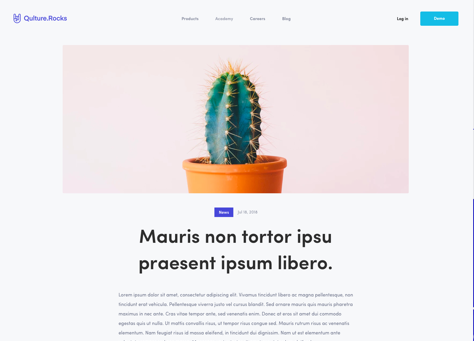 Qulture.Rocks
Products
Academy
Careers
Blog
Log in
Demo
News
Jul 16, 2018
Mauris non tortor ipsu
praesent ipsum libero.
Lorem ipsum dolor sit amet, consectetur adipiscing elit. Vivamus tincidunt libero ac magna pellentesque, non
tincidunt erat vehicula. Pellentesque viverra justo vel cursus blandit. Sed ornare mauris quis mauris pharetra
maximus in nec ante. Cras vitae tempor ante, sed venenatis enim. Donec at eros sit amet dui commodo
egestas quis ut nulla. Ut mattis convallis risus, ut tempor risus congue sed. Mauris rutrum risus ac venenatis
elementum. Nam feugiat risus id massa eleifend, in tincidunt dui dignissim. Num ut est elementum ante